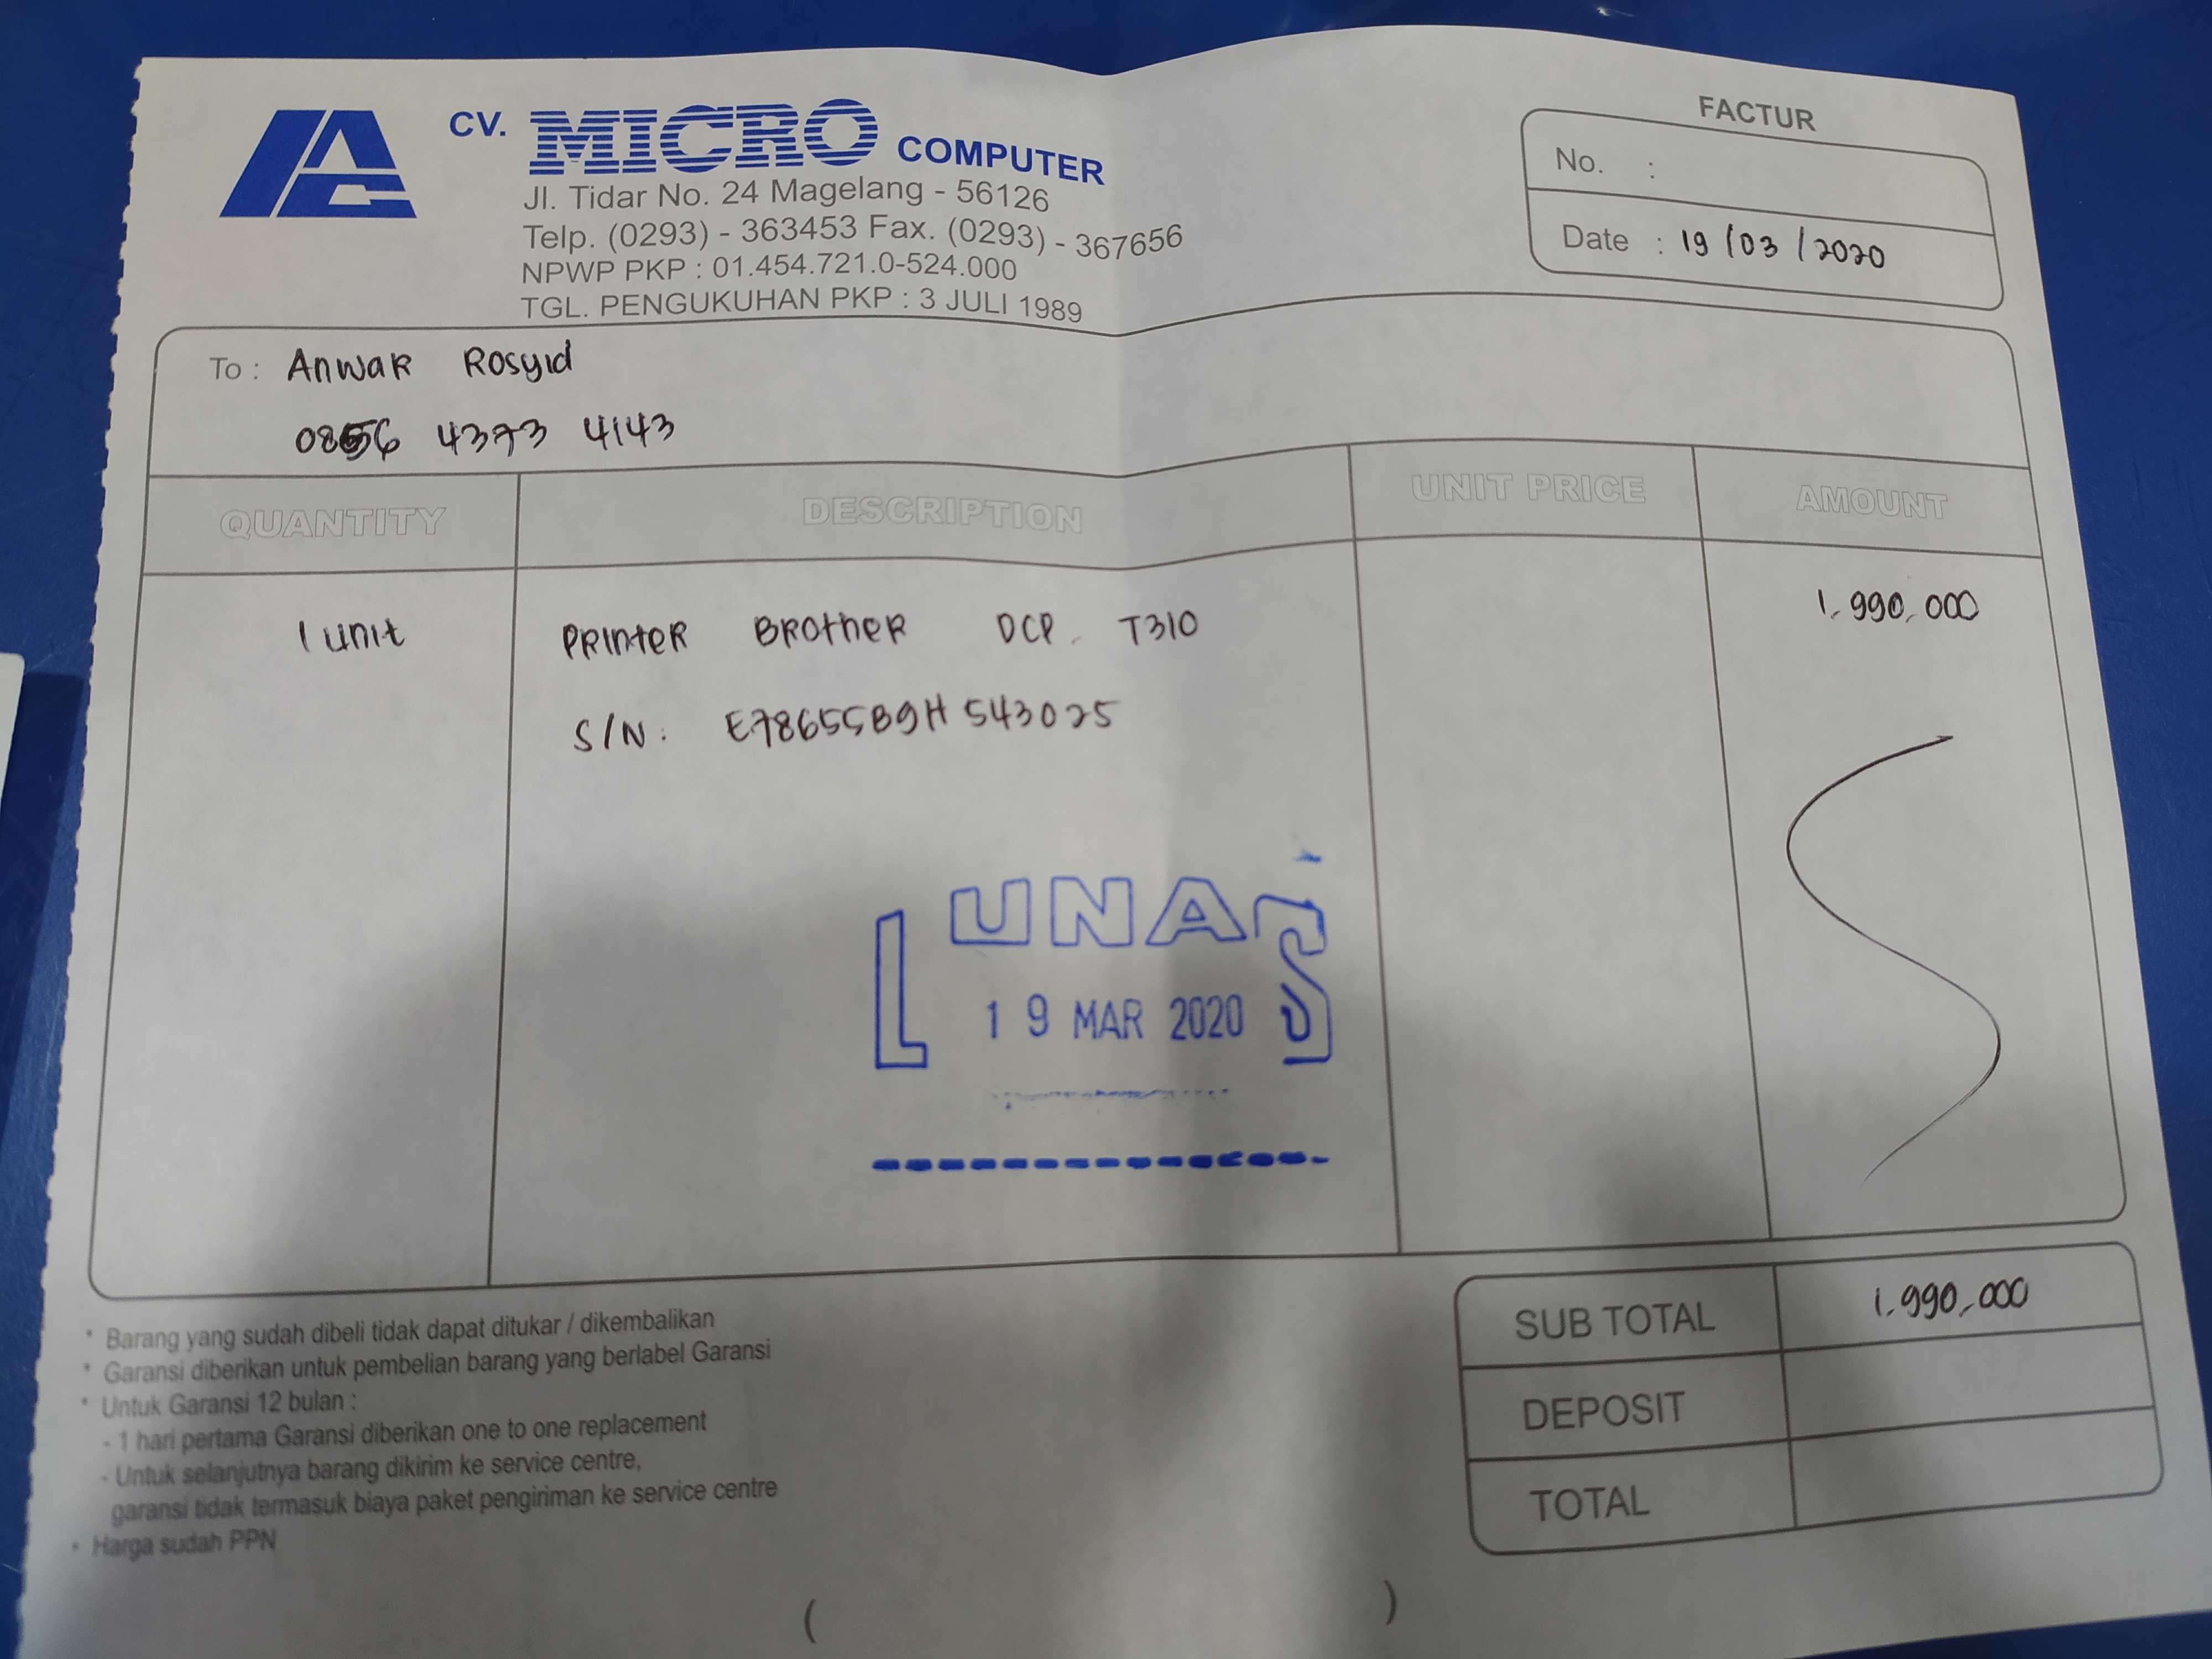 CV. MICRO COMPUTER
Jl. Tidar No. 24 Magelang - 56126
Telp. (0293) - 363453 Fax. (0293) - 367656
NPWP PKP : 01.454.721.0-524.000
TGL. PENGUKUHAN PKP : 3 JULI 1989
FACTUR
No. :
Date : 19/03/2020
To : Anwar Rosyid
0856 4373 4143
QUANTITY DESCRIPTION UNIT PRICE AMOUNT
1 unit Printer Brother DCP. T310 1.990.000
S/N: E78655B9H543025
LUNAS
19 MAR 2020
SUB TOTAL 1.990.000
DEPOSIT
TOTAL
* Barang yang sudah dibeli tidak dapat ditukar / dikembalikan
* Garansi diberikan untuk pembelian barang yang berlabel Garansi
* Untuk Garansi 12 bulan :
- 1 hari pertama Garansi diberikan one to one replacement
- Untuk selanjutnya barang dikirim ke service centre,
garansi tidak termasuk biaya paket pengiriman ke service centre
* Harga sudah PPN
( )